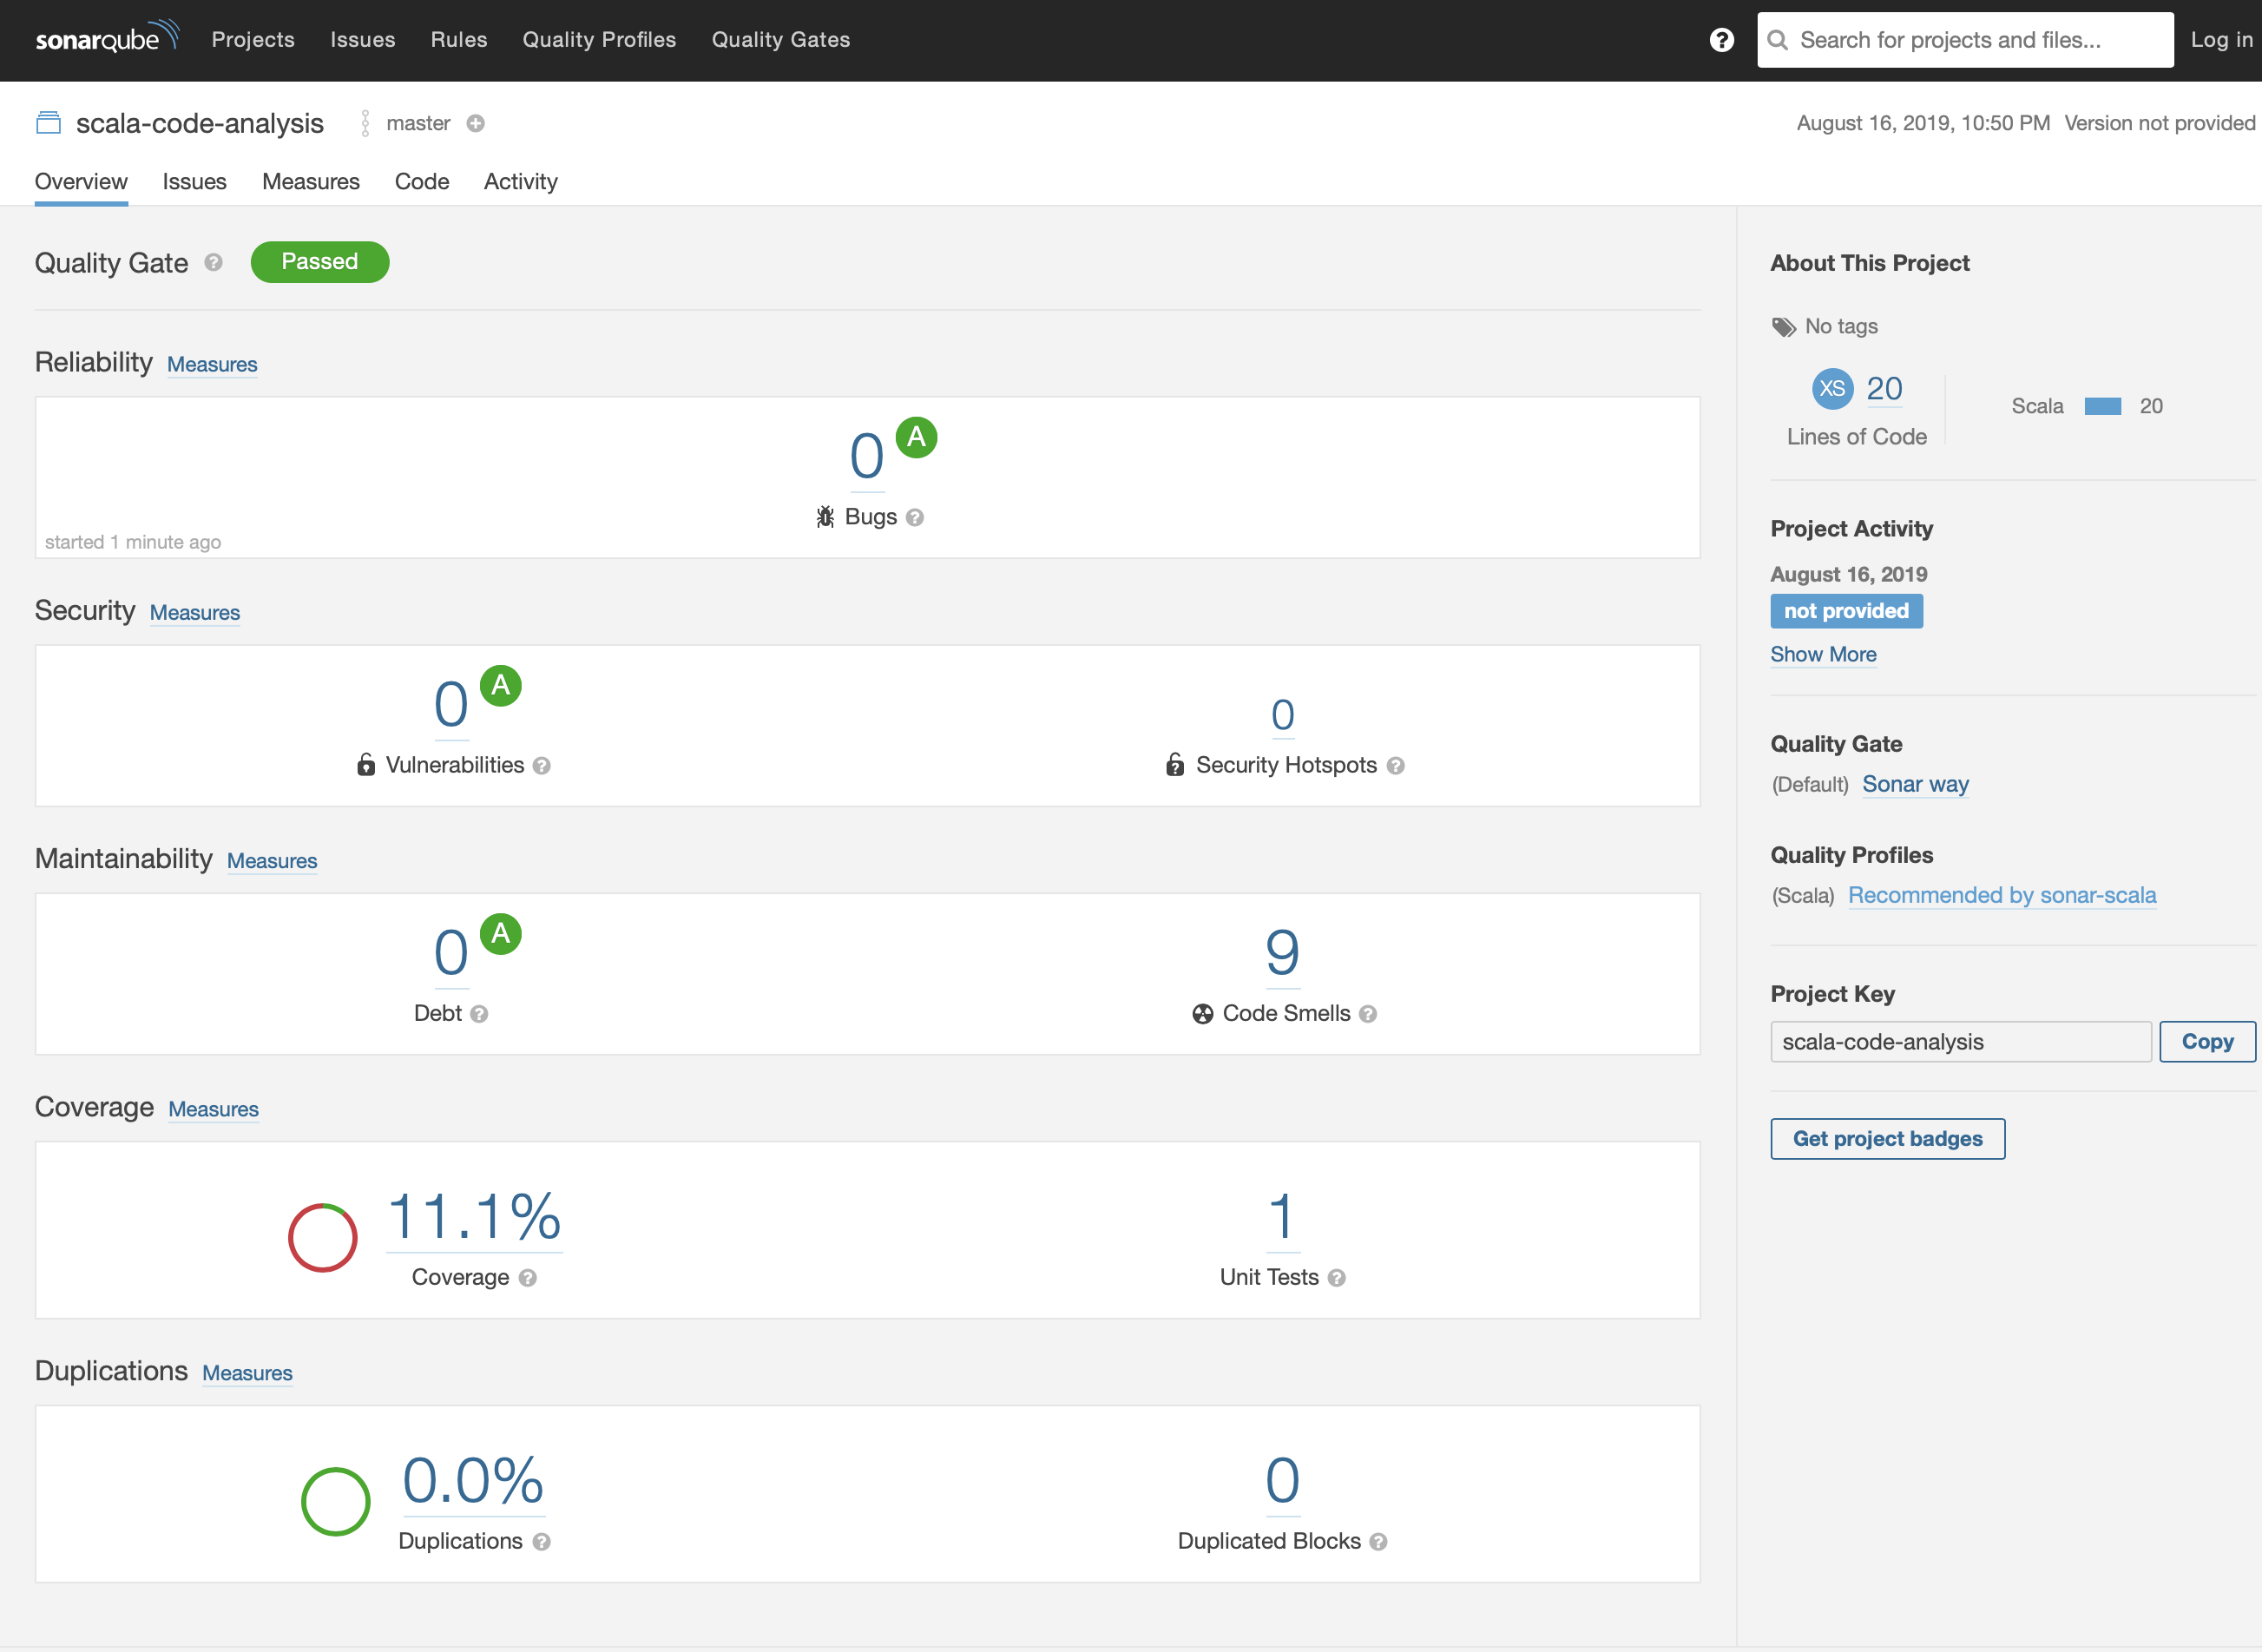 sonarqube Projects Issues Rules Quality Profiles Quality Gates ? Search for projects and files... Log in
scala-code-analysis master August 16, 2019, 10:50 PM Version not provided
Overview Issues Measures Code Activity
Quality Gate ? Passed
Reliability Measures
0 A
Bugs ?
started 1 minute ago
Security Measures
0 A
Vulnerabilities ?
0
Security Hotspots ?
Maintainability Measures
0 A
Debt ?
9
Code Smells ?
Coverage Measures
11.1%
Coverage ?
1
Unit Tests ?
Duplications Measures
0.0%
Duplications ?
0
Duplicated Blocks ?
About This Project
No tags
XS 20
Lines of Code
Scala 20
Project Activity
August 16, 2019
not provided
Show More
Quality Gate
(Default) Sonar way
Quality Profiles
(Scala) Recommended by sonar-scala
Project Key
scala-code-analysis Copy
Get project badges